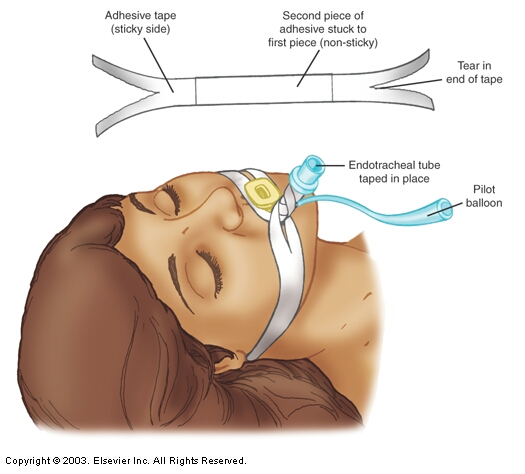 Adhesive tape
(sticky side)
Second piece of
adhesive stuck to
first piece (non-sticky)
Tear in
end of tape
Endotracheal tube
taped in place
Pilot
balloon
Copyright © 2003. Elsevier Inc. All Rights Reserved.